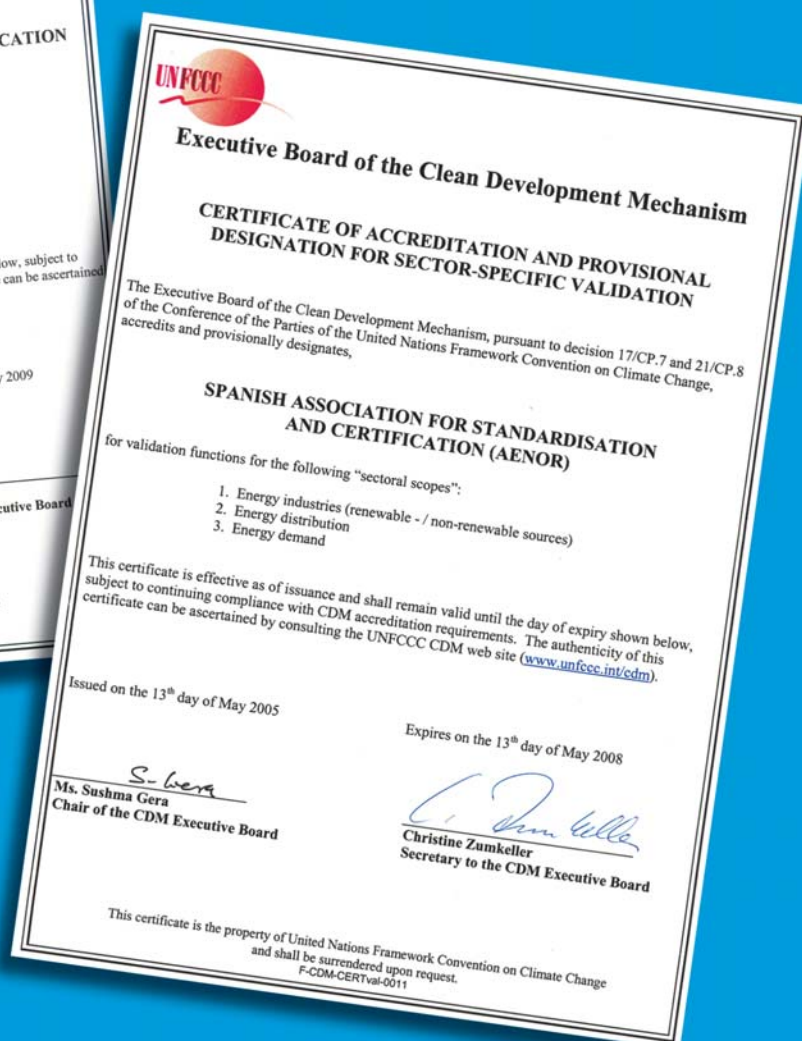 CATION
ow, subject to
can be ascertained
2009
cutive Board
UNFCCC
Executive Board of the Clean Development Mechanism
CERTIFICATE OF ACCREDITATION AND PROVISIONAL
DESIGNATION FOR SECTOR-SPECIFIC VALIDATION
The Executive Board of the Clean Development Mechanism, pursuant to decision 17/CP.7 and 21/CP.8
of the Conference of the Parties of the United Nations Framework Convention on Climate Change,
accredits and provisionally designates,
SPANISH ASSOCIATION FOR STANDARDISATION
AND CERTIFICATION (AENOR)
for validation functions for the following “sectoral scopes”:
1. Energy industries (renewable - / non-renewable sources)
2. Energy distribution
3. Energy demand
This certificate is effective as of issuance and shall remain valid until the day of expiry shown below,
subject to continuing compliance with CDM accreditation requirements. The authenticity of this
certificate can be ascertained by consulting the UNFCCC CDM web site (www.unfccc.int/cdm).
Issued on the 13th day of May 2005
Expires on the 13th day of May 2008
S. Gera
Ms. Sushma Gera
Chair of the CDM Executive Board
C. Zumkeller
Christine Zumkeller
Secretary to the CDM Executive Board
This certificate is the property of United Nations Framework Convention on Climate Change
and shall be surrendered upon request.
F-CDM-CERTval-0011